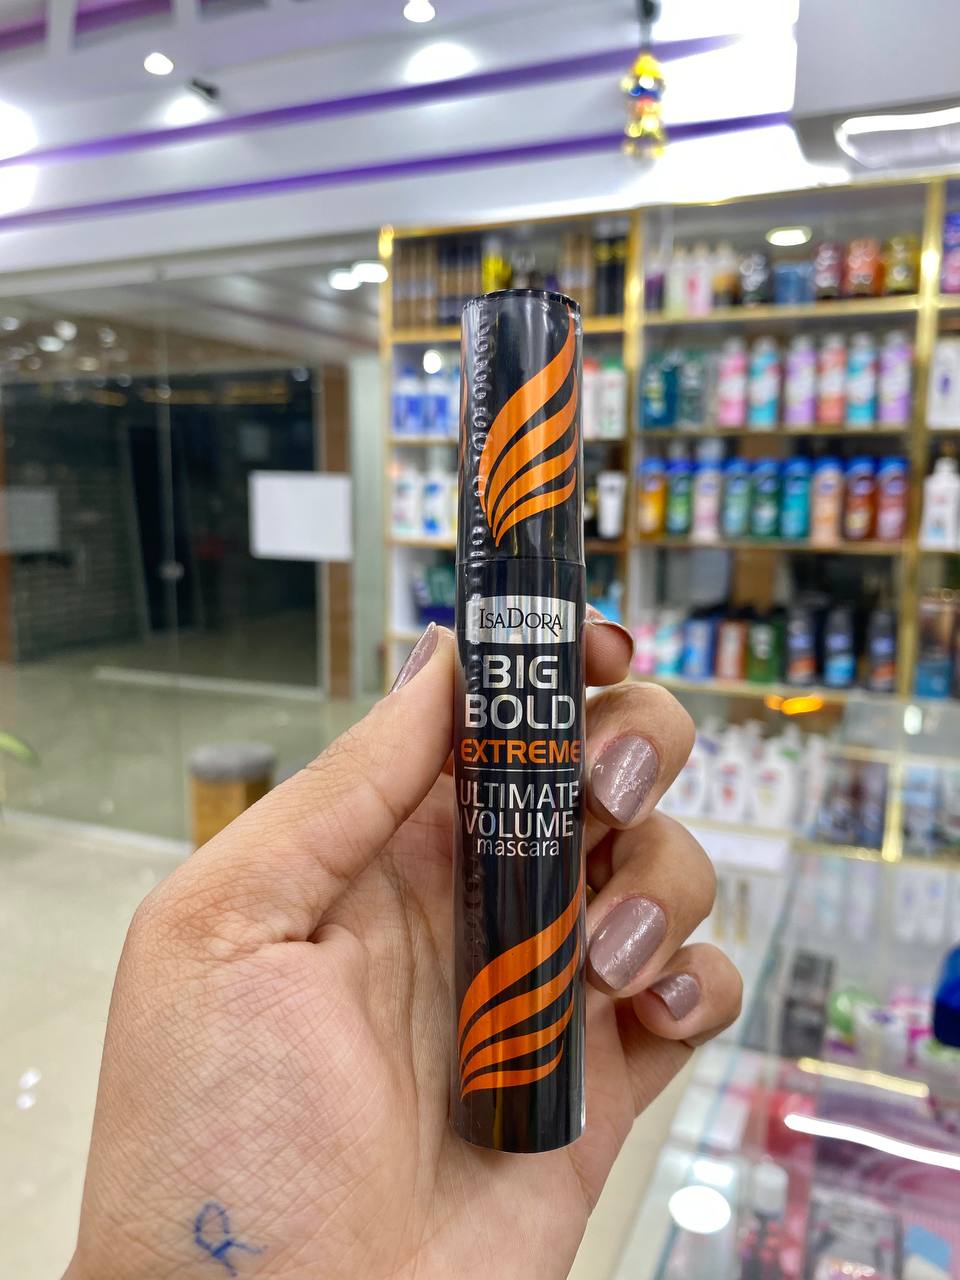 ISADORA
BIG
BOLD
EXTREME
ULTIMATE
VOLUME
mascara